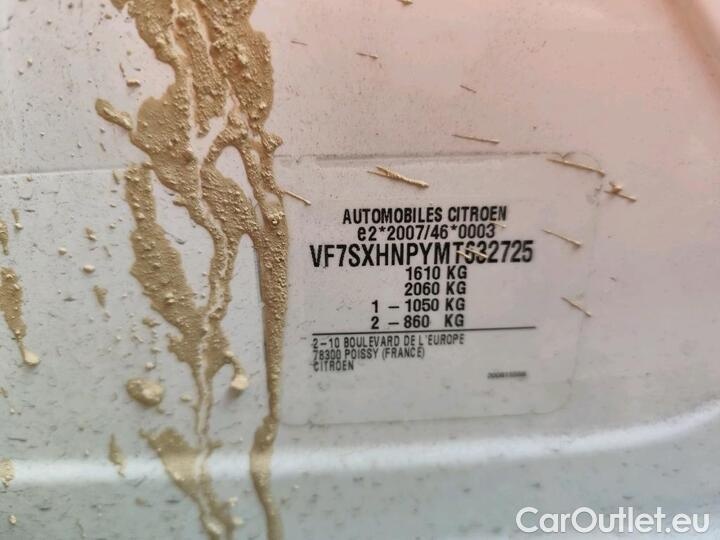 AUTOMOBILES CITROEN
e2*2007/46*0003
VF7SXHNPYMT632725
1610 KG
2060 KG
1 - 1050 KG
2 - 860 KG
2-10 BOULEVARD DE L'EUROPE
78300 POISSY (FRANCE)
CITROEN
CarOutlet.eu